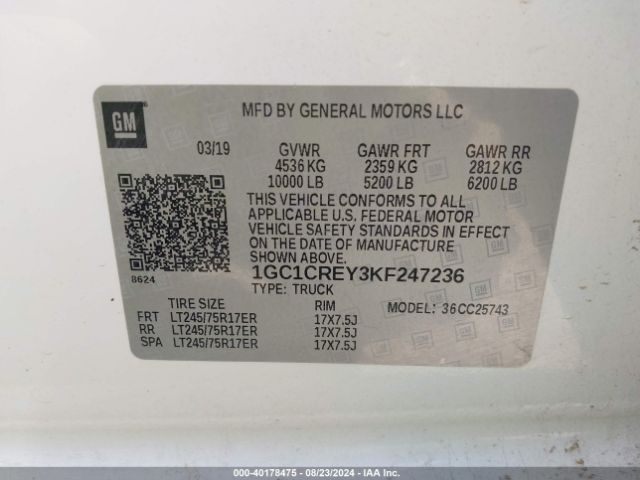 GM
MFD BY GENERAL MOTORS LLC
03/19 GVWR GAWR FRT GAWR RR
4536 KG 2359 KG 2812 KG
10000 LB 5200 LB 6200 LB
THIS VEHICLE CONFORMS TO ALL
APPLICABLE U.S. FEDERAL MOTOR
VEHICLE SAFETY STANDARDS IN EFFECT
ON THE DATE OF MANUFACTURE
SHOWN ABOVE.
8624
1GC1CREY3KF247236
TYPE: TRUCK
TIRE SIZE RIM MODEL: 36CC25743
FRT LT245/75R17ER 17X7.5J
RR LT245/75R17ER 17X7.5J
SPA LT245/75R17ER 17X7.5J
000-40178475 - 08/23/2024 - IAAI.COM